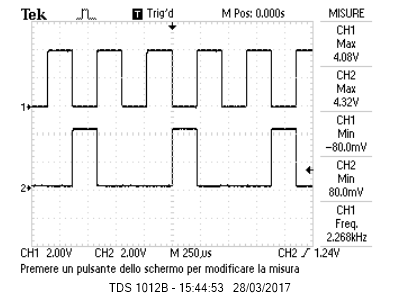 Tek T Trig'd M Pos: 0.000s MISURE
CH1
Max
4.08V
CH2
Max
4.32V
CH1
Min
-80.0mV
CH2
Min
80.0mV
CH1
Freq.
2.268kHz
1
2
CH1 2.00V CH2 2.00V M 250µs CH2 1.24V
Premere un pulsante dello schermo per modificare la misura
TDS 1012B - 15:44:53 28/03/2017